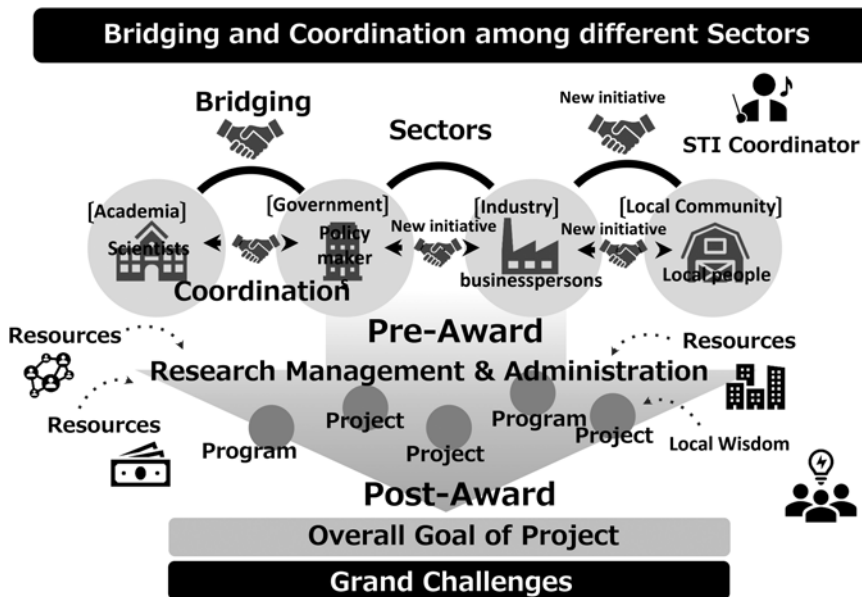 Bridging and Coordination among different Sectors
Bridging
Sectors
New initiative
STI Coordinator
[Academia]
Scientists
[Government]
Policy
maker
s
New initiative
[Industry]
businesspersons
New initiative
[Local Community]
Local people
Coordination
Pre-Award
Resources
Resources
Research Management & Administration
Resources
Program
Project
Project
Program
Project
Local Wisdom
Post-Award
Overall Goal of Project
Grand Challenges